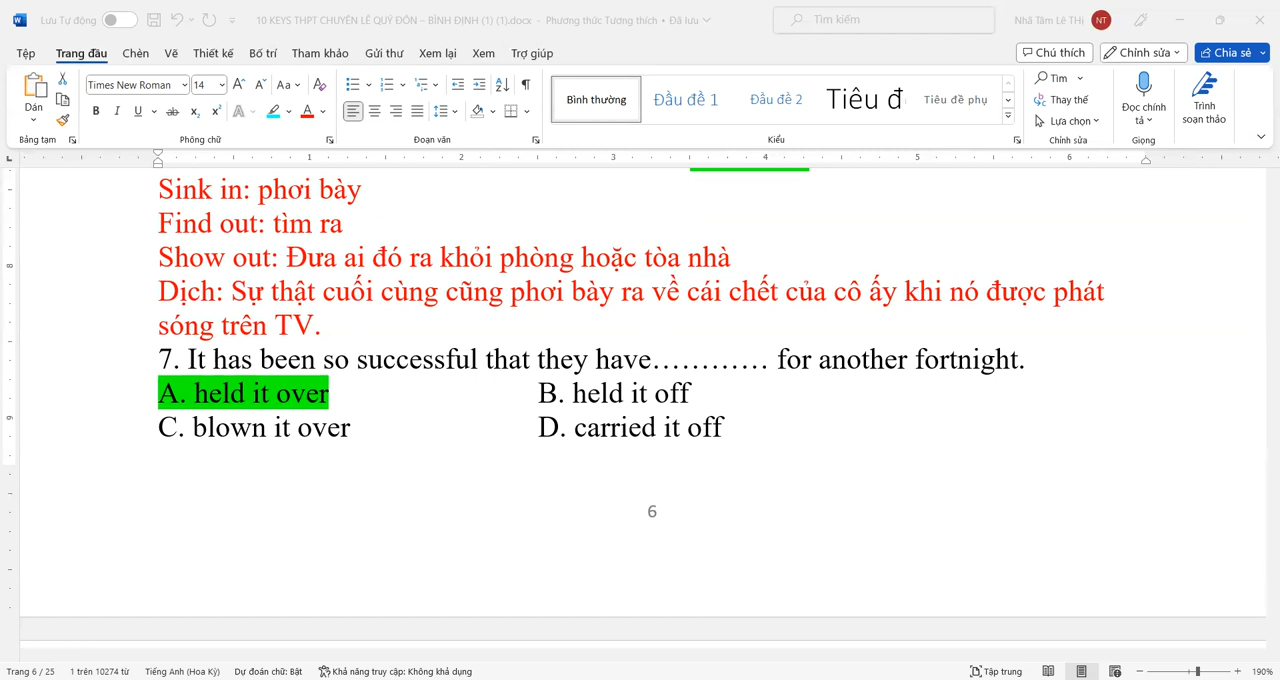 Lưu Tự động
10 KEYS THPT CHUYÊN LÊ QUÝ ĐÔN – BÌNH ĐỊNH (1) (1).docx - Phương thức Tương thích • Đã lưu
Tìm kiếm
Nhã Tâm Lê THị NT
Tệp Trang đầu Chèn Vẽ Thiết kế Bố trí Tham khảo Gửi thư Xem lại Xem Trợ giúp
Chú thích Chỉnh sửa Chia sẻ
Dán
Times New Roman 14
Bình thường Đầu đề 1 Đầu đề 2 Tiêu đ Tiêu đề phụ
Tìm
Thay thế
Lựa chọn
Đọc chính tả
Trình soạn thảo
Bảng tạm Phông chữ Đoạn văn Kiểu Chỉnh sửa Giọng
1 2 3 4 5 6
8
9
Sink in: phơi bày
Find out: tìm ra
Show out: Đưa ai đó ra khỏi phòng hoặc tòa nhà
Dịch: Sự thật cuối cùng cũng phơi bày ra về cái chết của cô ấy khi nó được phát
sóng trên TV.
7. It has been so successful that they have………… for another fortnight.
A. held it over B. held it off
C. blown it over D. carried it off
6
Trang 6 / 25 1 trên 10274 từ Tiếng Anh (Hoa Kỳ) Dự đoán chữ: Bật Khả năng truy cập: Không khả dụng Tập trung 190%